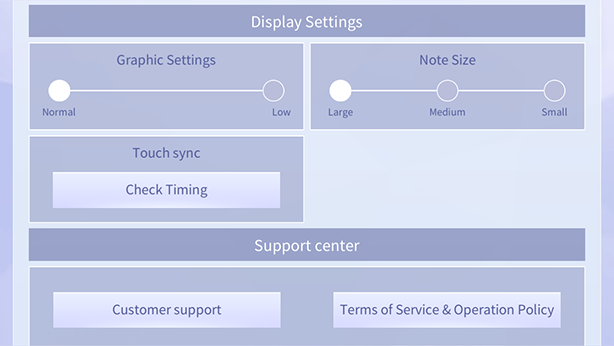 Display Settings
Graphic Settings
Note Size
Normal
Low
Large
Medium
Small
Touch sync
Check Timing
Support center
Customer support
Terms of Service & Operation Policy